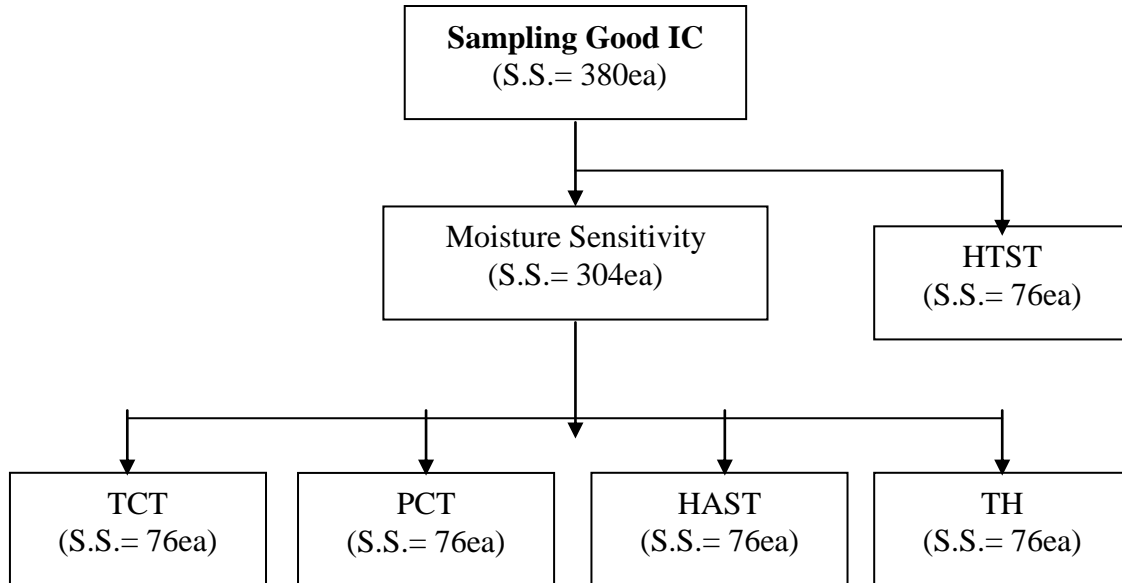 Sampling Good IC
(S.S.= 380ea)
Moisture Sensitivity
(S.S.= 304ea)
HTST
(S.S.= 76ea)
TCT
(S.S.= 76ea)
PCT
(S.S.= 76ea)
HAST
(S.S.= 76ea)
TH
(S.S.= 76ea)